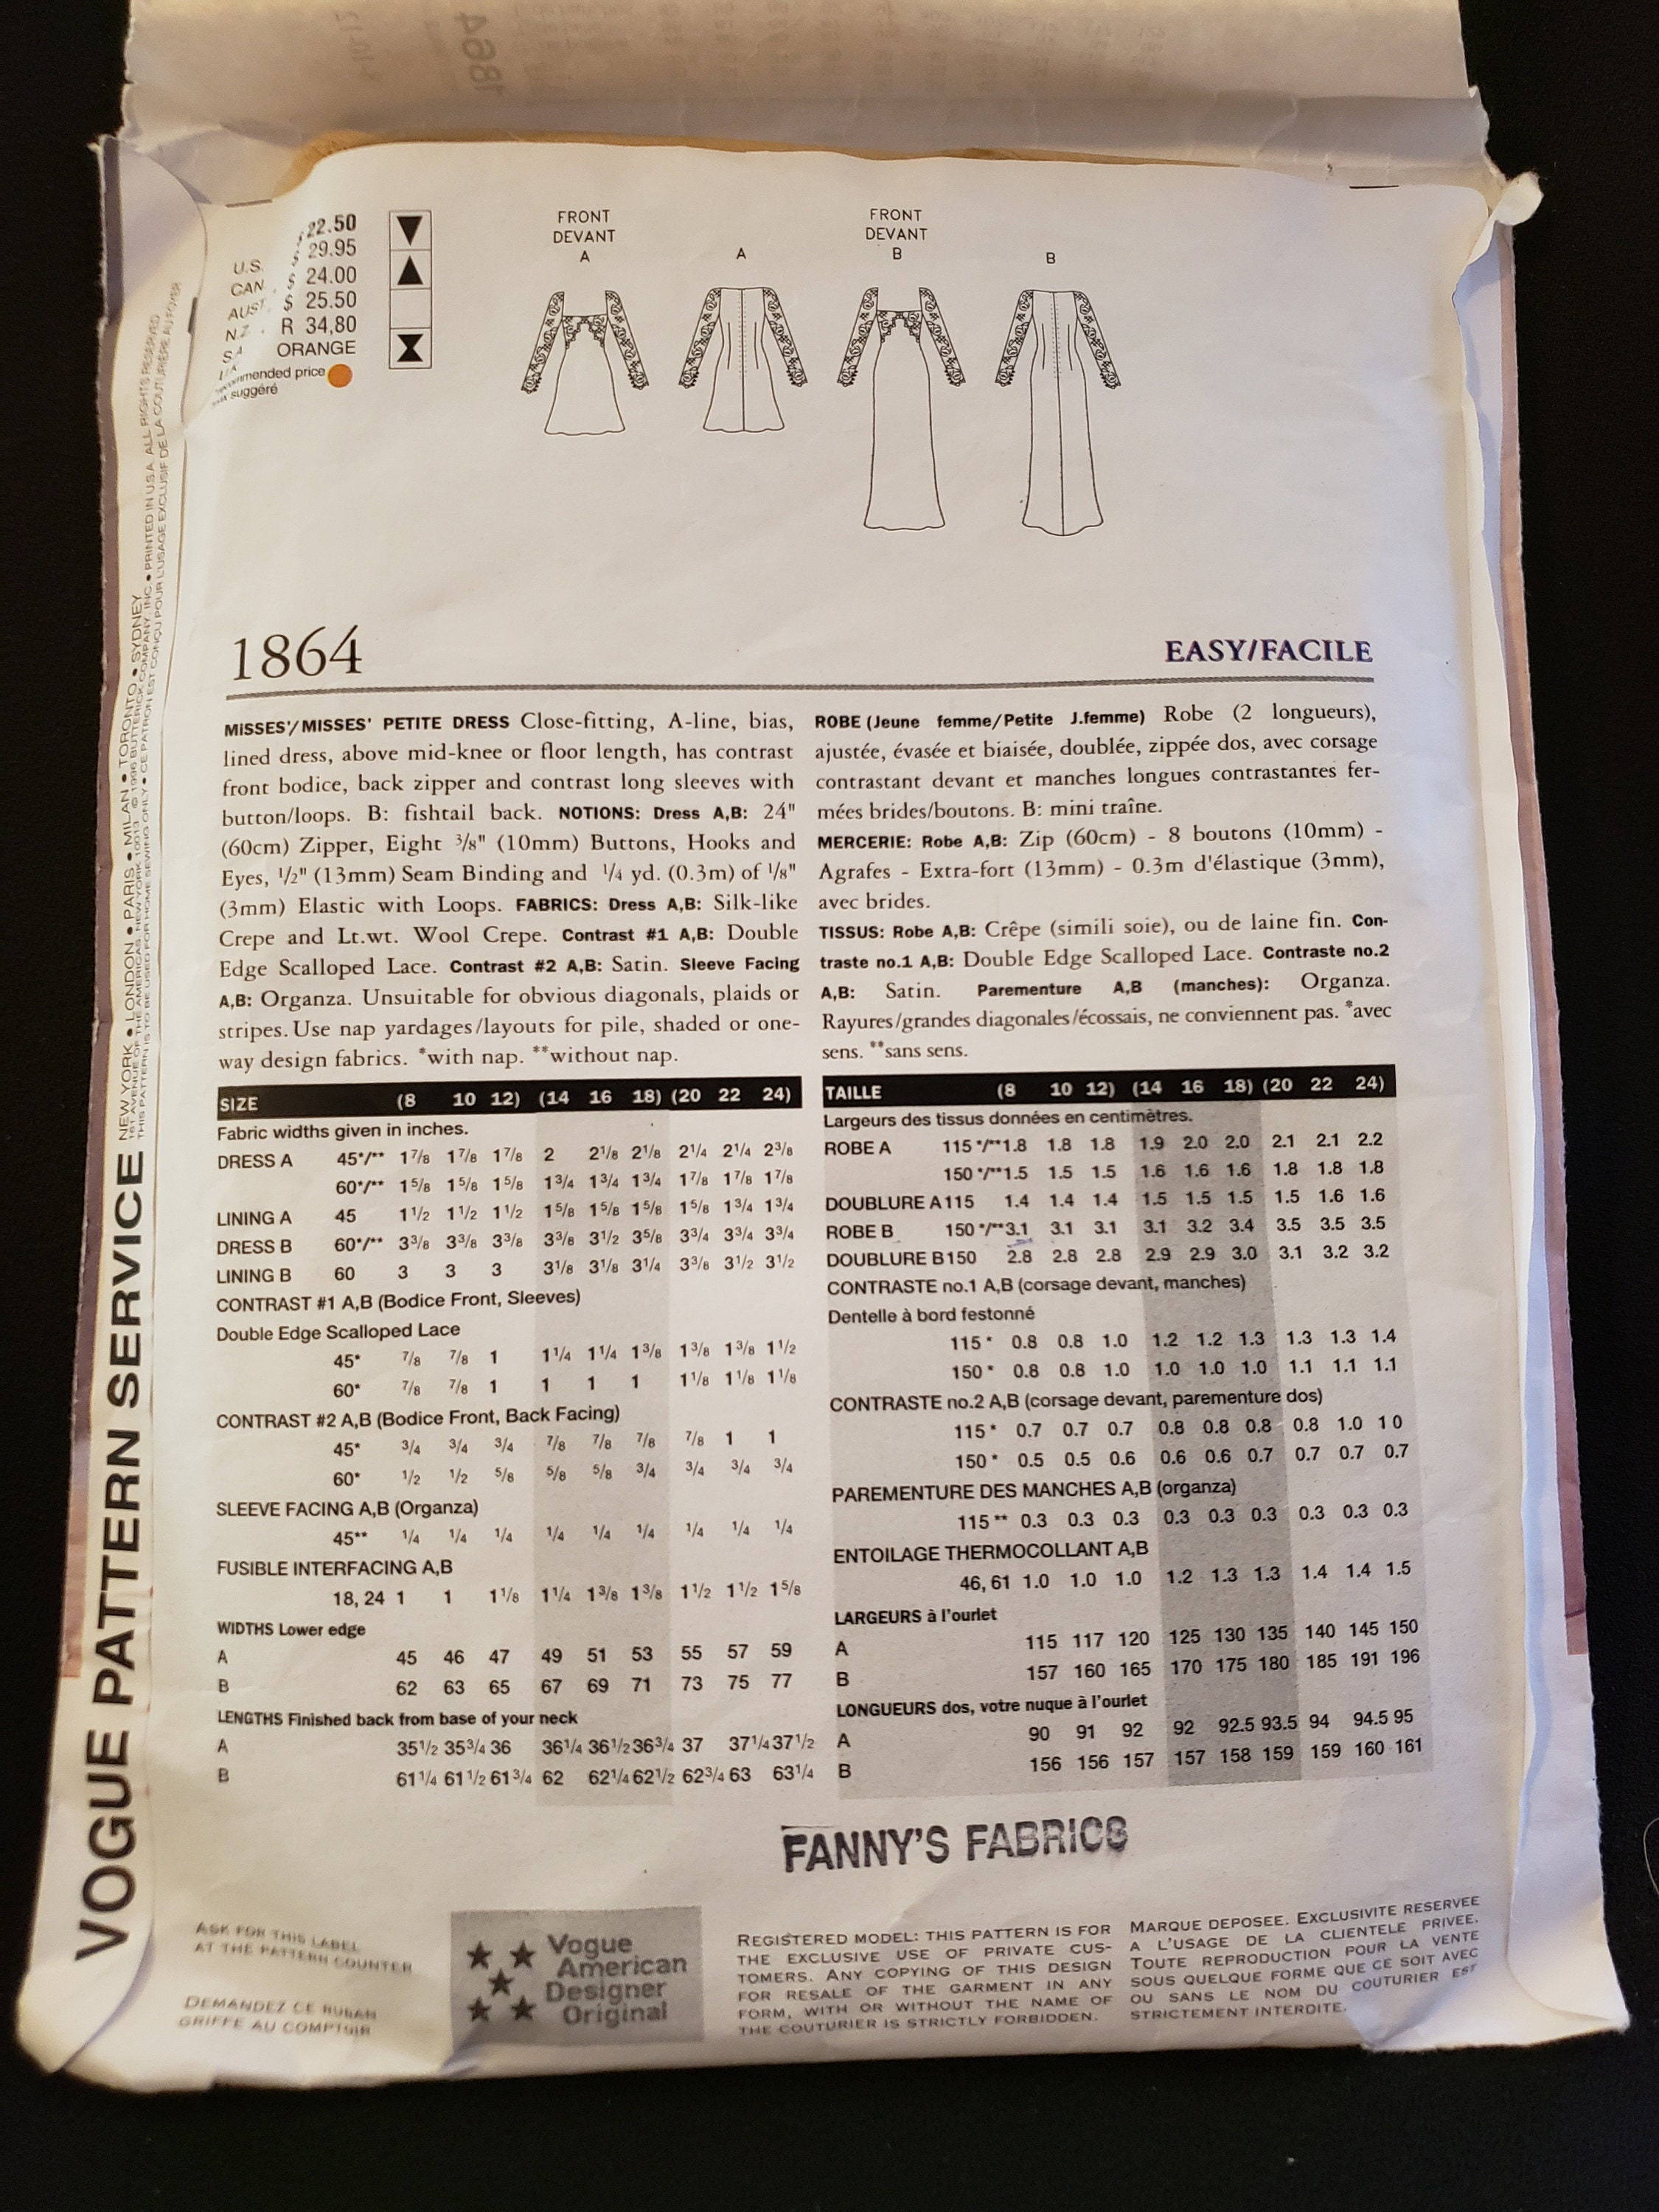 22.50
U.S. $ 29.95
CAN. $ 24.00
AUST. $ 25.50
N.Z. R 34,80
S.A. ORANGE
recommended price
suggéré
FRONT
DEVANT
A
A
FRONT
DEVANT
B
B
1864
EASY/FACILE
MISSES'/MISSES' PETITE DRESS Close-fitting, A-line, bias,
lined dress, above mid-knee or floor length, has contrast
front bodice, back zipper and contrast long sleeves with
button/loops. B: fishtail back. NOTIONS: Dress A,B: 24"
(60cm) Zipper, Eight 3/8" (10mm) Buttons, Hooks and
Eyes, 1/2" (13mm) Seam Binding and 1/4 yd. (0.3m) of 1/8"
(3mm) Elastic with Loops. FABRICS: Dress A,B: Silk-like
Crepe and Lt.wt. Wool Crepe. Contrast #1 A,B: Double
Edge Scalloped Lace. Contrast #2 A,B: Satin. Sleeve Facing
A,B: Organza. Unsuitable for obvious diagonals, plaids or
stripes. Use nap yardages/layouts for pile, shaded or one-
way design fabrics. *with nap. **without nap.
ROBE (Jeune femme/Petite J.femme) Robe (2 longueurs),
ajustée, évasée et biaisée, doublée, zippée dos, avec corsage
contrastant devant et manches longues contrastantes fer-
mées brides/boutons. B: mini traîne.
MERCERIE: Robe A,B: Zip (60cm) - 8 boutons (10mm) -
Agrafes - Extra-fort (13mm) - 0.3m d'élastique (3mm),
avec brides.
TISSUS: Robe A,B: Crêpe (simili soie), ou de laine fin. Con-
traste no.1 A,B: Double Edge Scalloped Lace. Contraste no.2
A,B: Satin. Parementure A,B (manches): Organza.
Rayures/grandes diagonales/écossais, ne conviennent pas. *avec
sens. **sans sens.
SIZE (8 10 12) (14 16 18) (20 22 24)
Fabric widths given in inches.
DRESS A 45*/** 1 7/8 1 7/8 1 7/8 2 2 1/8 2 1/8 2 1/4 2 1/4 2 3/8
60*/** 1 5/8 1 5/8 1 5/8 1 3/4 1 3/4 1 3/4 1 7/8 1 7/8 1 7/8
LINING A 45 1 1/2 1 1/2 1 1/2 1 5/8 1 5/8 1 5/8 1 5/8 1 3/4 1 3/4
DRESS B 60*/** 3 3/8 3 3/8 3 3/8 3 3/8 3 1/2 3 5/8 3 3/4 3 3/4 3 3/4
LINING B 60 3 3 3 3 1/8 3 1/8 3 1/4 3 3/8 3 1/2 3 1/2
CONTRAST #1 A,B (Bodice Front, Sleeves)
Double Edge Scalloped Lace
45* 7/8 7/8 1 1 1/4 1 1/4 1 3/8 1 3/8 1 3/8 1 1/2
60* 7/8 7/8 1 1 1 1 1 1/8 1 1/8 1 1/8
CONTRAST #2 A,B (Bodice Front, Back Facing)
45* 3/4 3/4 3/4 7/8 7/8 7/8 7/8 1 1
60* 1/2 1/2 5/8 5/8 5/8 3/4 3/4 3/4 3/4
SLEEVE FACING A,B (Organza)
45** 1/4 1/4 1/4 1/4 1/4 1/4 1/4 1/4 1/4
FUSIBLE INTERFACING A,B
18, 24 1 1 1 1/8 1 1/4 1 3/8 1 3/8 1 1/2 1 1/2 1 5/8
WIDTHS Lower edge
A 45 46 47 49 51 53 55 57 59
B 62 63 65 67 69 71 73 75 77
LENGTHS Finished back from base of your neck
A 35 1/2 35 3/4 36 36 1/4 36 1/2 36 3/4 37 37 1/4 37 1/2
B 61 1/4 61 1/2 61 3/4 62 62 1/4 62 1/2 62 3/4 63 63 1/4
TAILLE (8 10 12) (14 16 18) (20 22 24)
Largeurs des tissus données en centimètres.
ROBE A 115 */** 1.8 1.8 1.8 1.9 2.0 2.0 2.1 2.1 2.2
150 */** 1.5 1.5 1.5 1.6 1.6 1.6 1.8 1.8 1.8
DOUBLURE A 115 1.4 1.4 1.4 1.5 1.5 1.5 1.5 1.6 1.6
ROBE B 150 */** 3.1 3.1 3.1 3.1 3.2 3.4 3.5 3.5 3.5
DOUBLURE B 150 2.8 2.8 2.8 2.9 2.9 3.0 3.1 3.2 3.2
CONTRASTE no.1 A,B (corsage devant, manches)
Dentelle à bord festonné
115 * 0.8 0.8 1.0 1.2 1.2 1.3 1.3 1.3 1.4
150 * 0.8 0.8 1.0 1.0 1.0 1.0 1.1 1.1 1.1
CONTRASTE no.2 A,B (corsage devant, parementure dos)
115 * 0.7 0.7 0.7 0.8 0.8 0.8 0.8 1.0 1 0
150 * 0.5 0.5 0.6 0.6 0.6 0.7 0.7 0.7 0.7
PAREMENTURE DES MANCHES A,B (organza)
115 ** 0.3 0.3 0.3 0.3 0.3 0.3 0.3 0.3 0.3
ENTOILAGE THERMOCOLLANT A,B
46, 61 1.0 1.0 1.0 1.2 1.3 1.3 1.4 1.4 1.5
LARGEURS à l'ourlet
A 115 117 120 125 130 135 140 145 150
B 157 160 165 170 175 180 185 191 196
LONGUEURS dos, votre nuque à l'ourlet
A 90 91 92 92 92.5 93.5 94 94.5 95
B 156 156 157 157 158 159 159 160 161
FANNY'S FABRICS
ASK FOR THIS LABEL
AT THE PATTERN COUNTER
DEMANDEZ CE RUBAN
GRIFFE AU COMPTOIR
Vogue
American
Designer
Original
REGISTERED MODEL: THIS PATTERN IS FOR
THE EXCLUSIVE USE OF PRIVATE CUS-
TOMERS. ANY COPYING OF THIS DESIGN
FOR RESALE OF THE GARMENT IN ANY
FORM, WITH OR WITHOUT THE NAME OF
THE COUTURIER IS STRICTLY FORBIDDEN.
MARQUE DEPOSEE. EXCLUSIVITE RESERVEE
A L'USAGE DE LA CLIENTELE PRIVEE.
TOUTE REPRODUCTION POUR LA VENTE
SOUS QUELQUE FORME QUE CE SOIT AVEC
OU SANS LE NOM DU COUTURIER EST
STRICTEMENT INTERDITE.
VOGUE PATTERN SERVICE
NEW YORK • LONDON • PARIS • MILAN • TORONTO • SYDNEY
161 AVENUE OF THE AMERICAS, NEW YORK, NEW YORK 10013 © 1996 BUTTERICK COMPANY, INC. • PRINTED IN U.S.A. ALL RIGHTS RESERVED
THIS PATTERN IS TO BE USED FOR HOME SEWING ONLY • CE PATRON EST CONÇU POUR L'USAGE EXCLUSIF DE LA COUTURIÈRE AU FOYER
1864